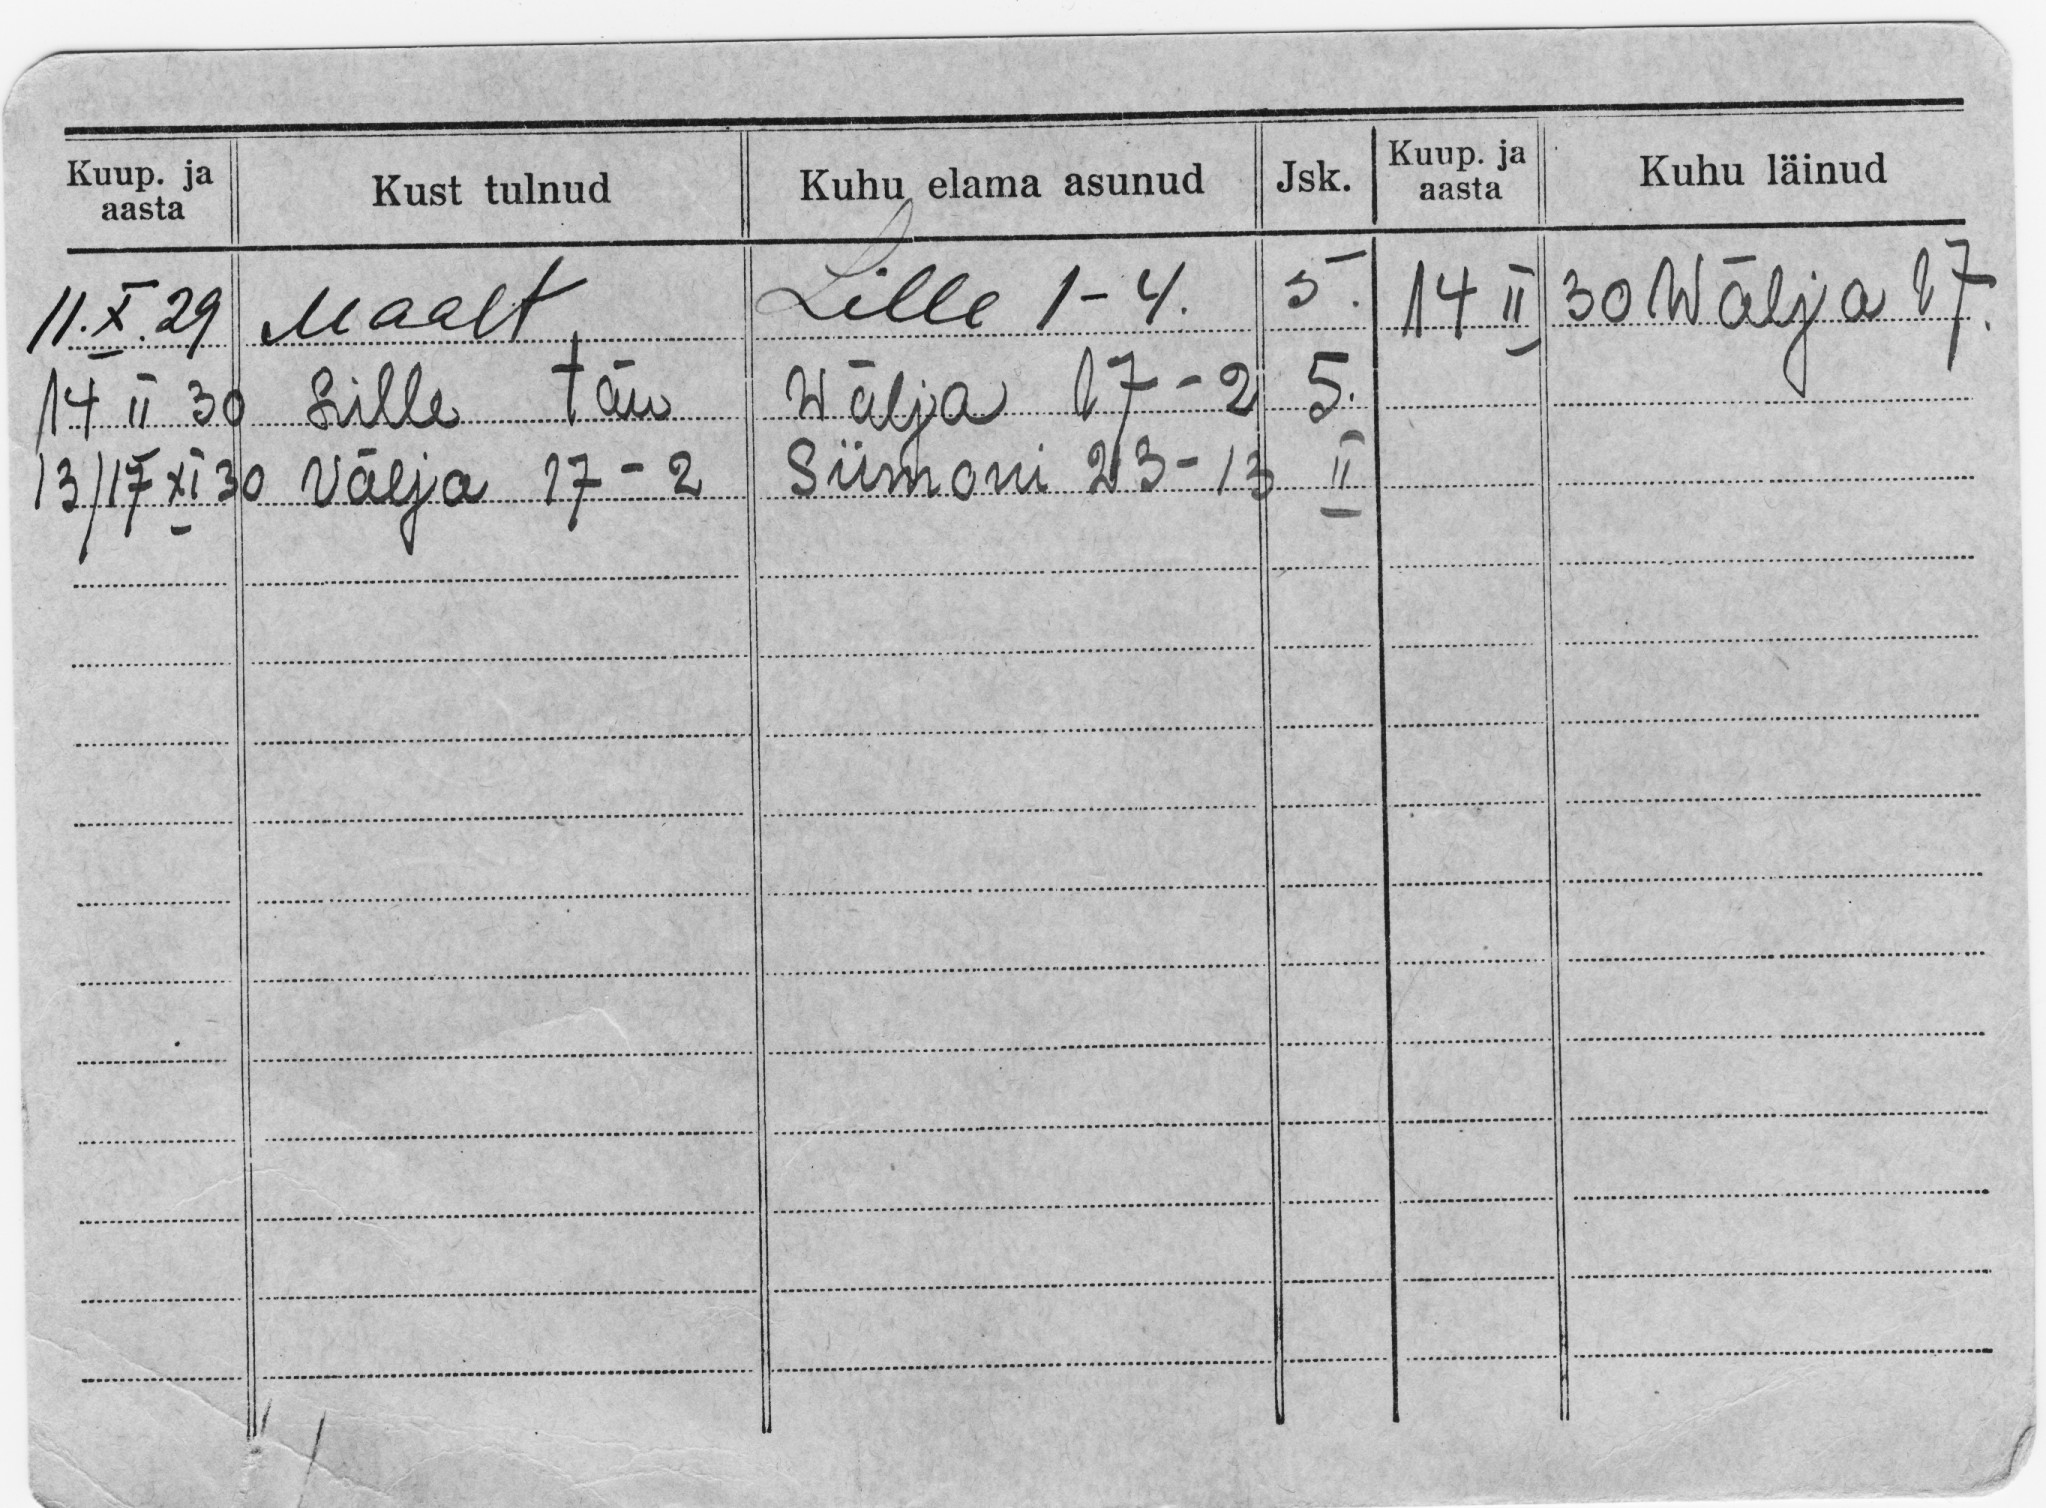 Kuup. ja aasta Kust tulnud Kuhu elama asunud Jsk. Kuup. ja aasta Kuhu läinud
11.X.29 Maalt Lille 1-4. 5. 14 II 30 Wälja 17.
14 II 30 Lille tän Wälja 17-2 5.
13/17 XI 30 Välja 17-2 Siimoni 23-13 II